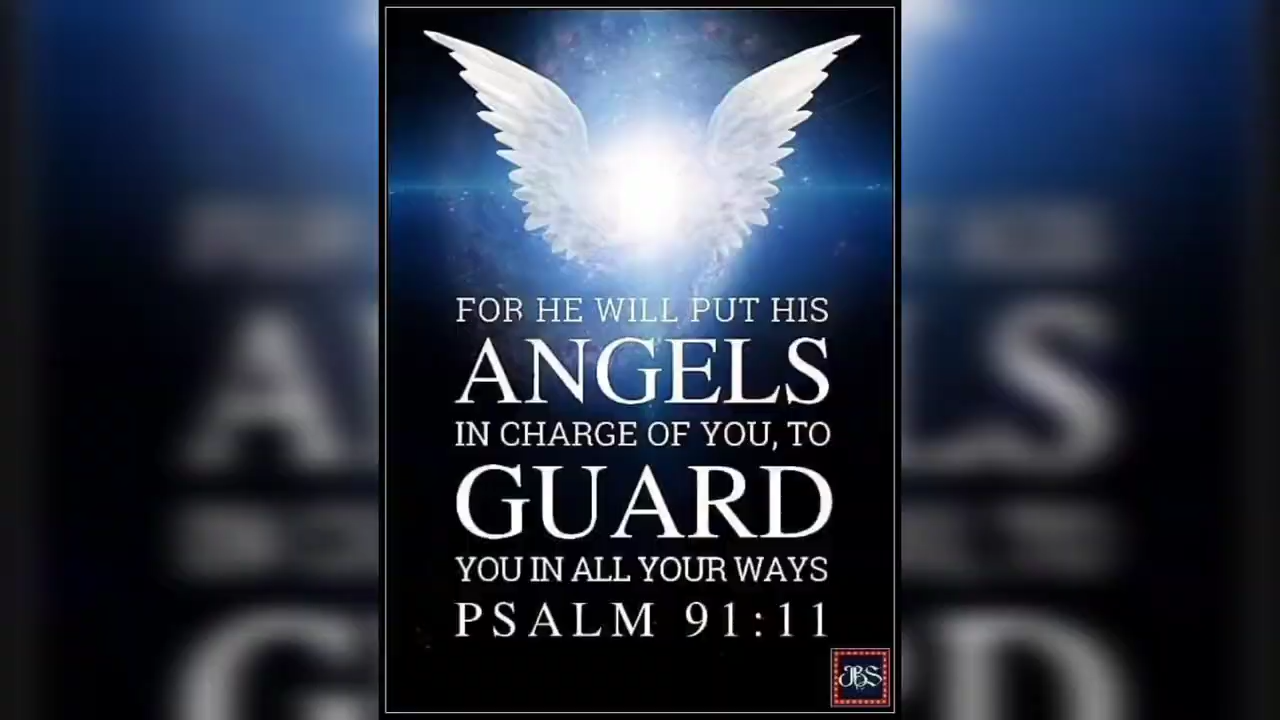 FOR HE WILL PUT HIS
ANGELS
IN CHARGE OF YOU, TO
GUARD
YOU IN ALL YOUR WAYS
PSALM 91:11
JBS